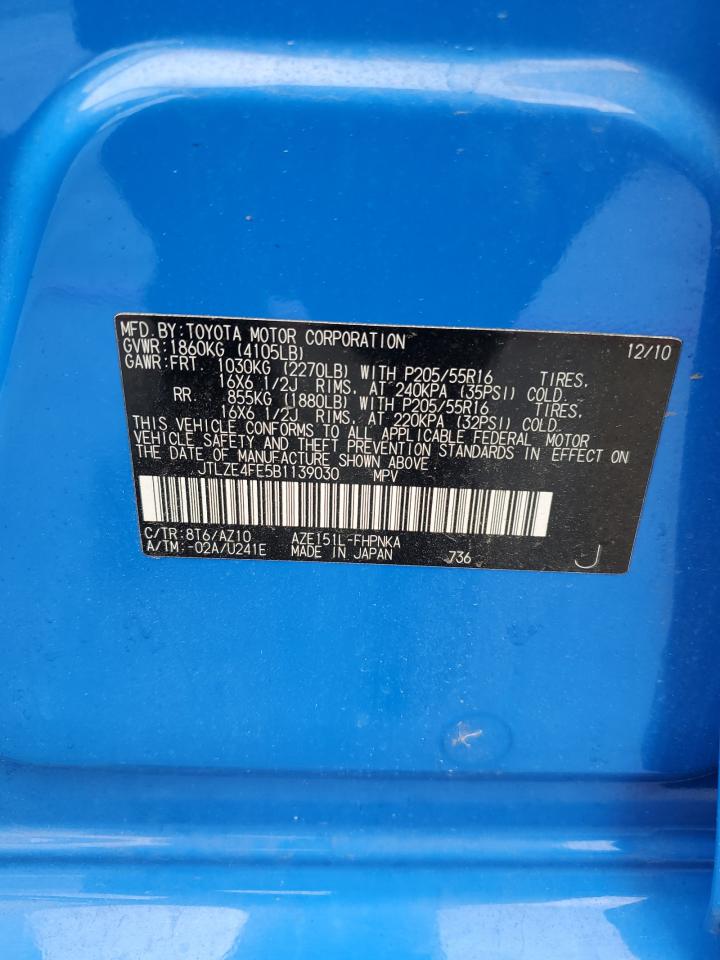 MFD. BY: TOYOTA MOTOR CORPORATION 12/10
GVWR: 1860KG (4105LB)
GAWR: FRT 1030KG (2270LB) WITH P205/55R16 TIRES,
16X6 1/2J RIMS, AT 240KPA (35PSI) COLD.
RR 855KG (1880LB) WITH P205/55R16 TIRES,
16X6 1/2J RIMS, AT 220KPA (32PSI) COLD.
THIS VEHICLE CONFORMS TO ALL APPLICABLE FEDERAL MOTOR
VEHICLE SAFETY AND THEFT PREVENTION STANDARDS IN EFFECT ON
THE DATE OF MANUFACTURE SHOWN ABOVE.
JTLZE4FE5B1139030 MPV
C/TR: 8T6/AZ10 AZE151L-FHPNKA
A/TM: -02A/U241E MADE IN JAPAN 736 J